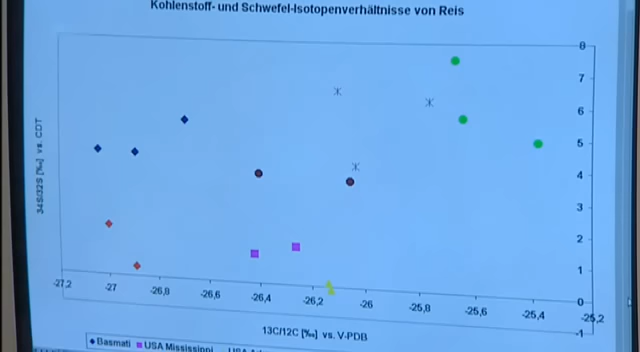 Kohlenstoff- und Schwefel-Isotopenverhältnisse von Reis
8
7
6
5
4
3
2
1
0
-1
34S/32S [‰] vs. CDT
-27,2 -27 -26,8 -26,6 -26,4 -26,2 -26 -25,8 -25,6 -25,4 -25,2
13C/12C [‰] vs. V-PDB
Basmati USA Mississippi USA